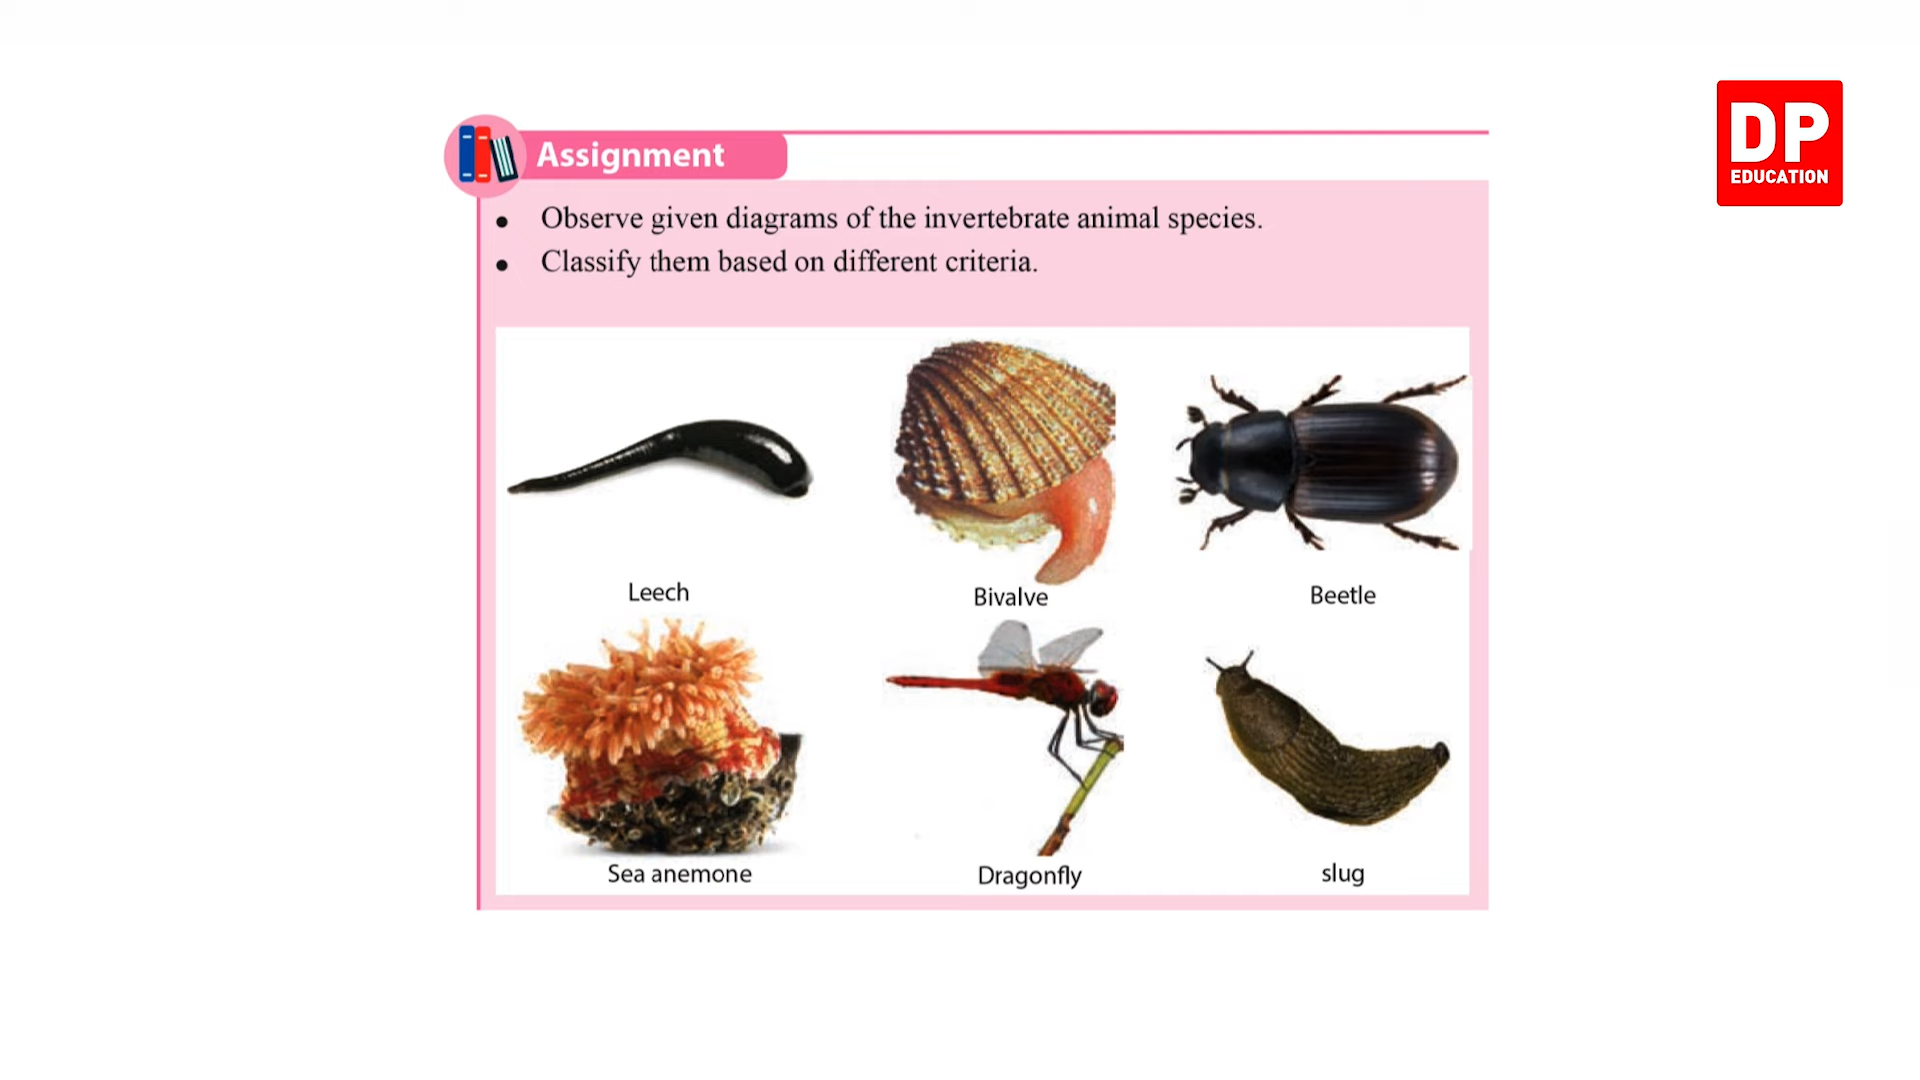 DP
EDUCATION
Assignment
• Observe given diagrams of the invertebrate animal species.
• Classify them based on different criteria.
Leech
Bivalve
Beetle
Sea anemone
Dragonfly
slug